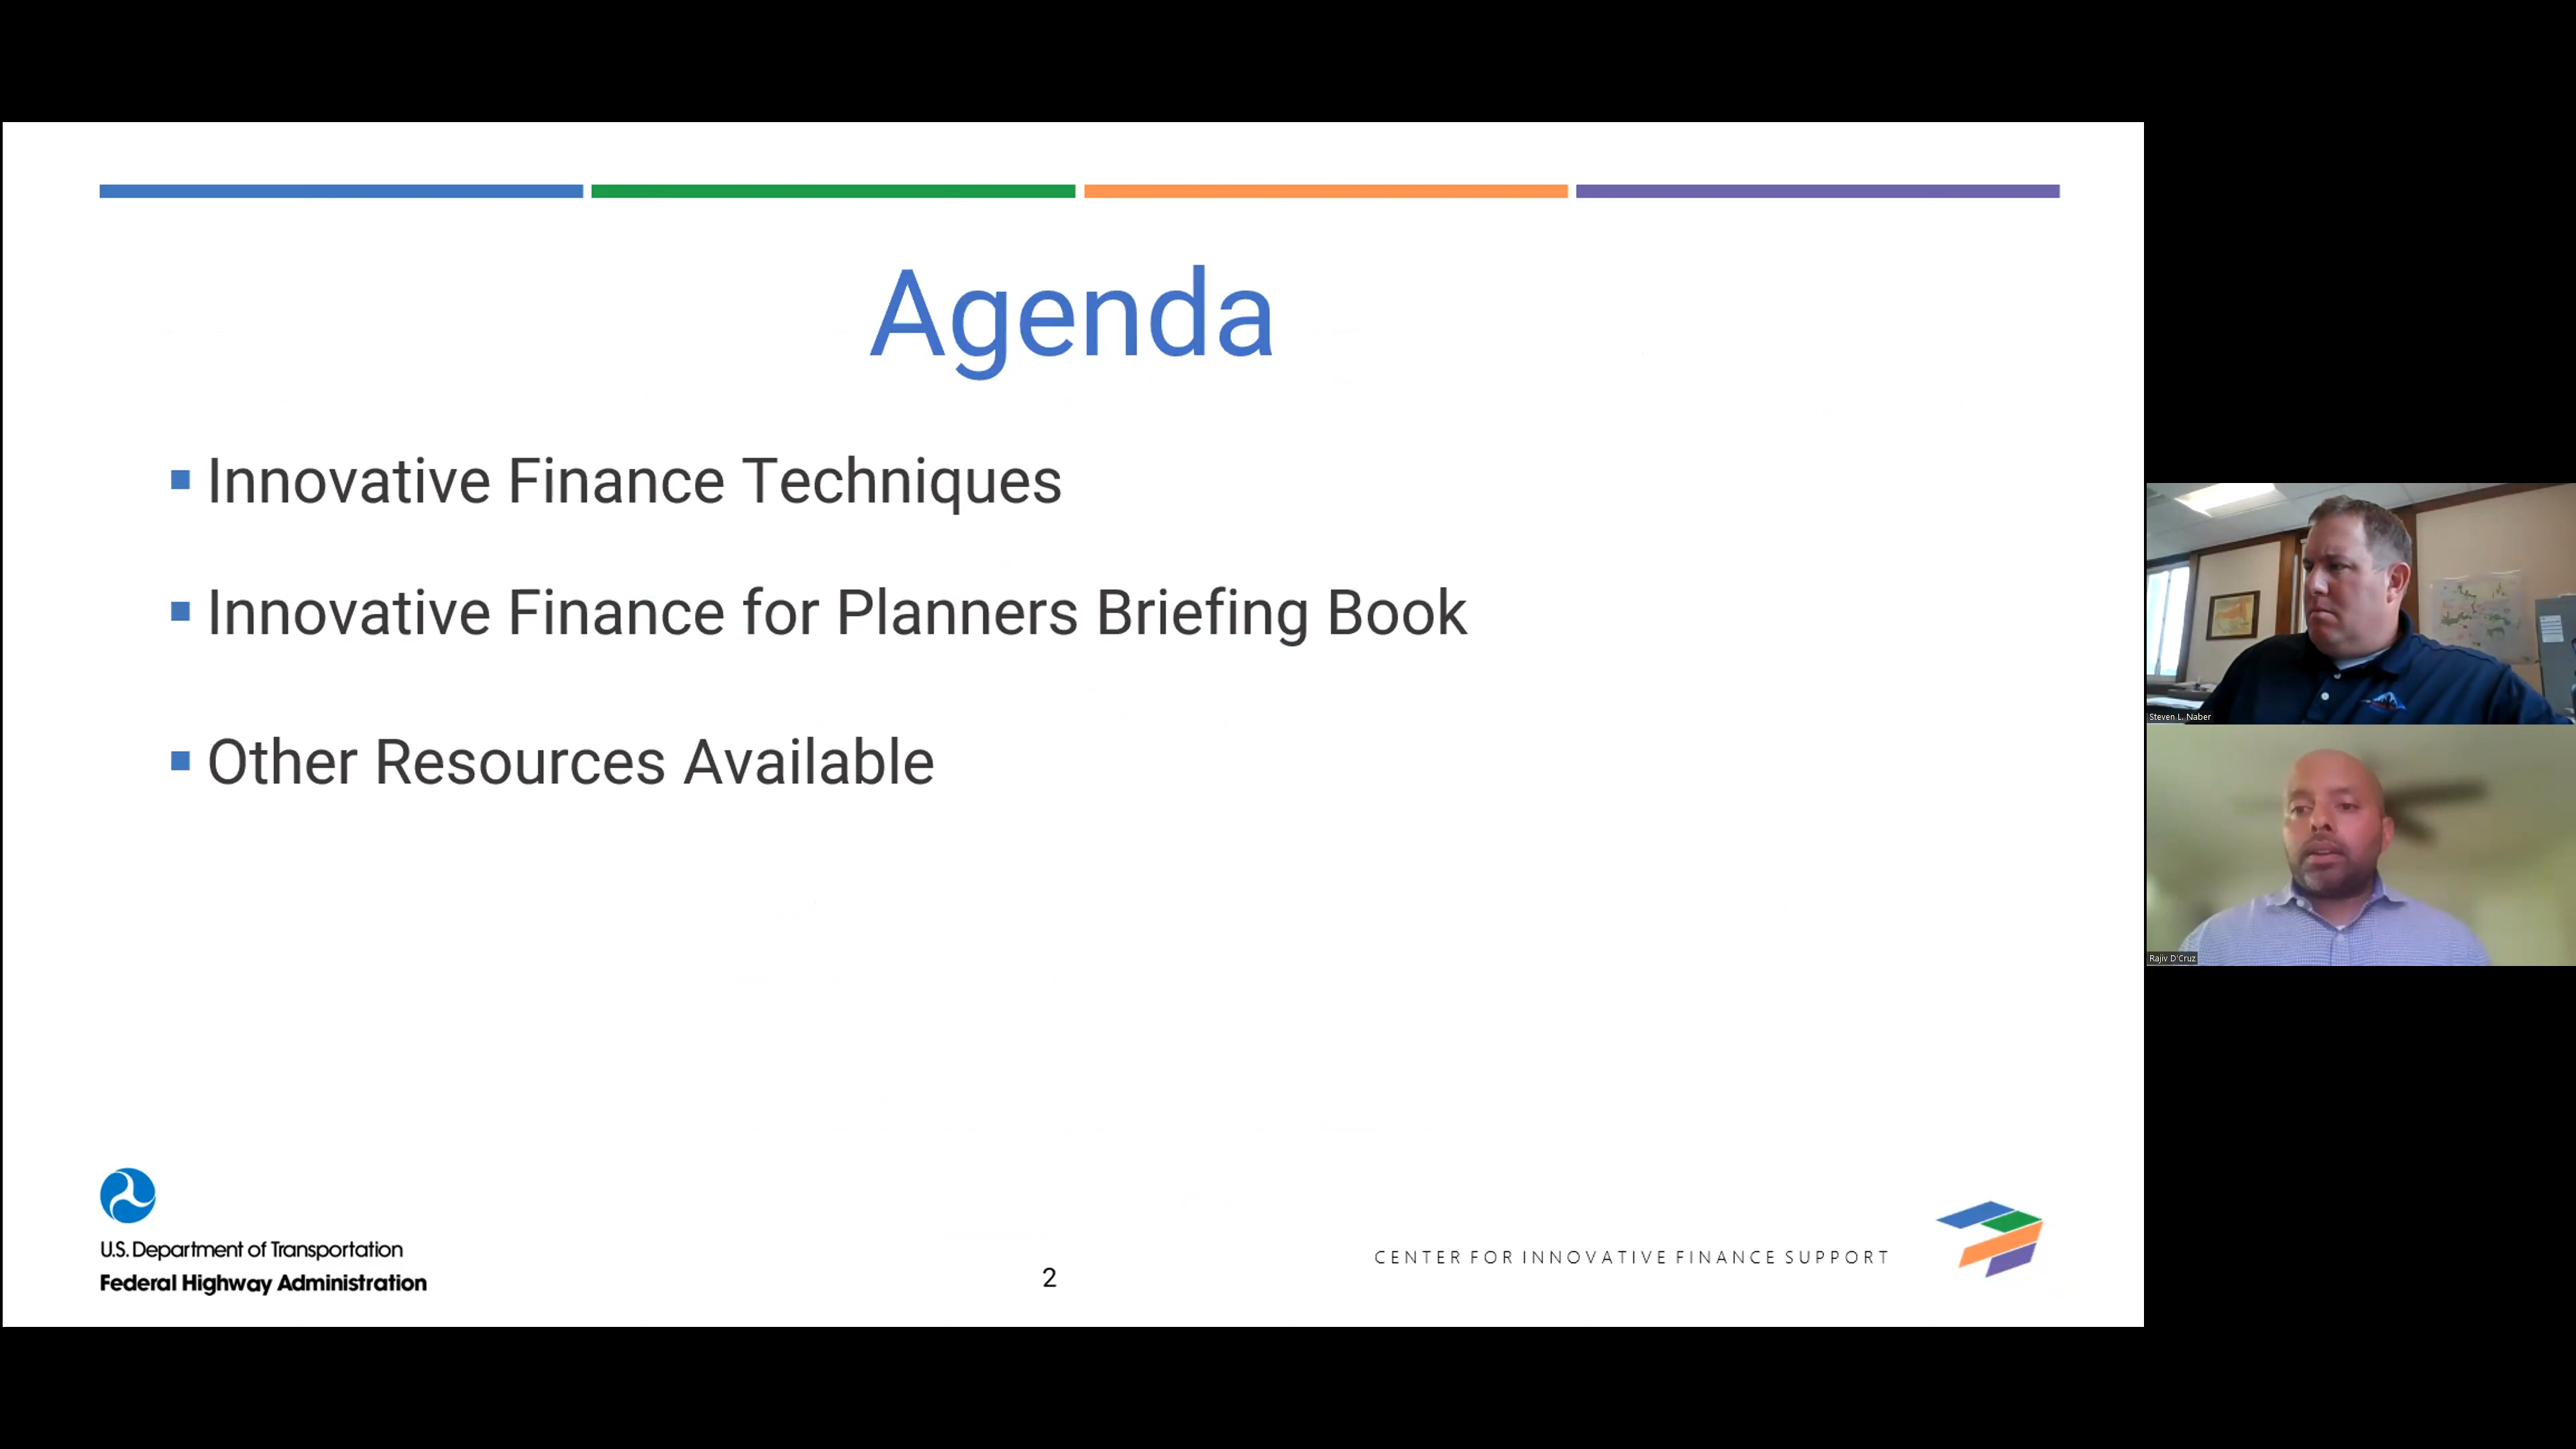 Agenda
Innovative Finance Techniques
Innovative Finance for Planners Briefing Book
Other Resources Available
U.S. Department of Transportation
Federal Highway Administration
2
CENTER FOR INNOVATIVE FINANCE SUPPORT
Steven L. Naber
Rajiv D'Cruz